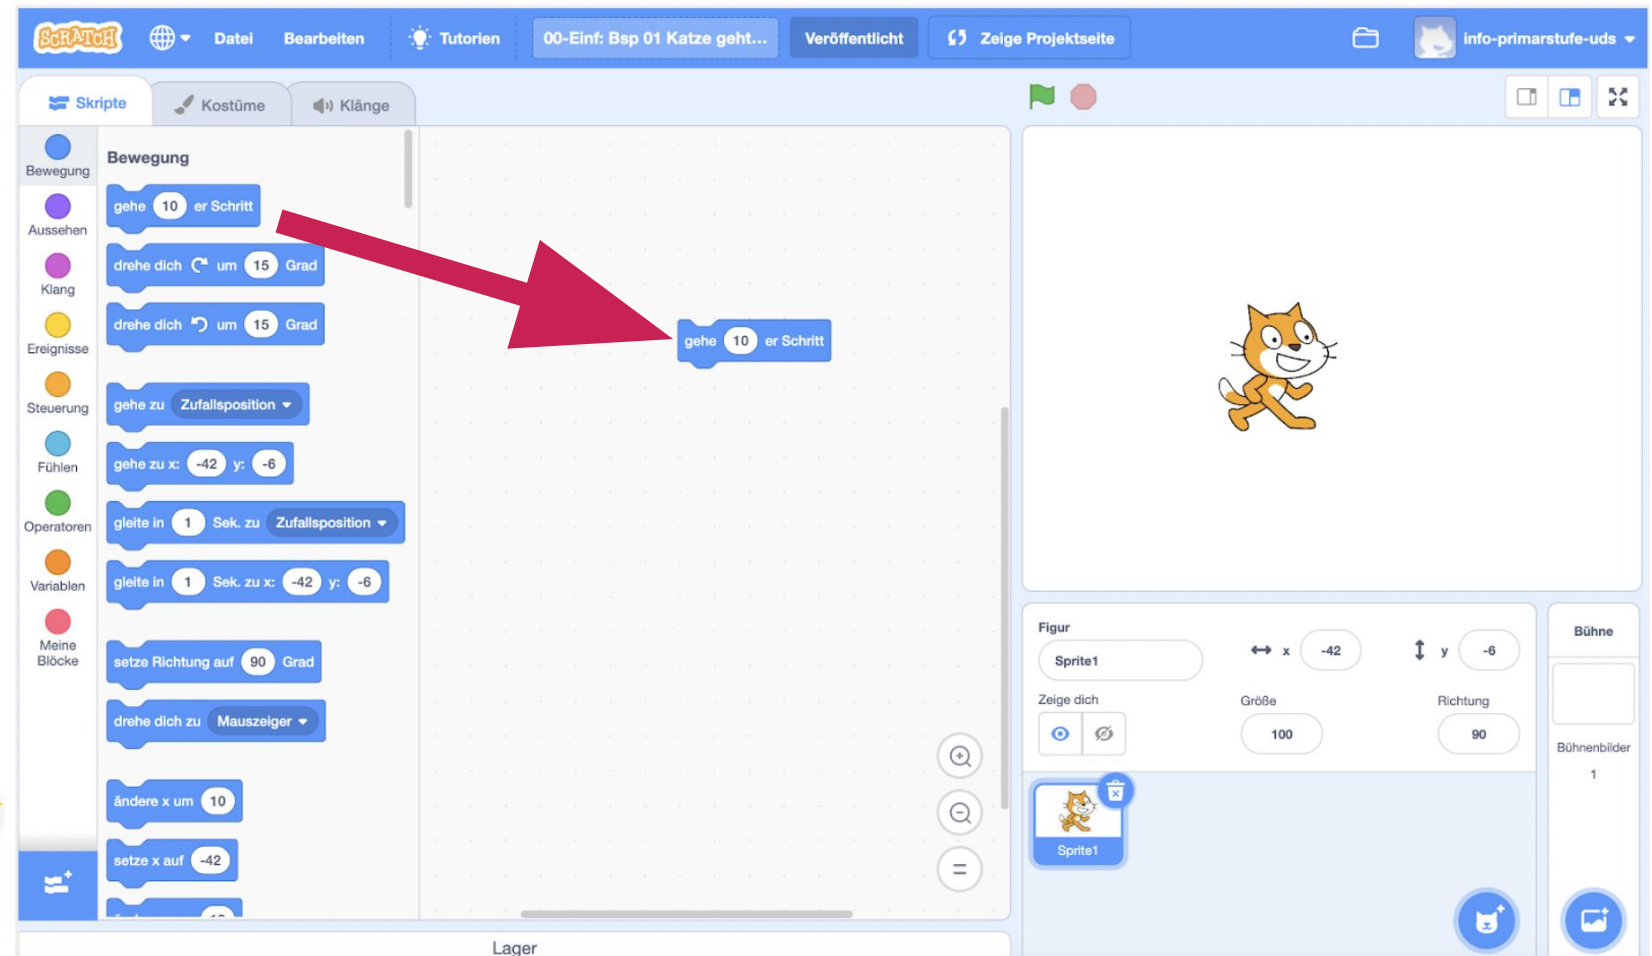 SCRATCH Datei Bearbeiten Tutorien 00-Einf: Bsp 01 Katze geht... Veröffentlicht Zeige Projektseite info-primarstufe-uds
Skripte Kostüme Klänge
Bewegung
Aussehen
Klang
Ereignisse
Steuerung
Fühlen
Operatoren
Variablen
Meine
Blöcke
Bewegung
gehe 10 er Schritt
drehe dich um 15 Grad
drehe dich um 15 Grad
gehe zu Zufallsposition
gehe zu x: -42 y: -6
gleite in 1 Sek. zu Zufallsposition
gleite in 1 Sek. zu x: -42 y: -6
setze Richtung auf 90 Grad
drehe dich zu Mauszeiger
ändere x um 10
setze x auf -42
gehe 10 er Schritt
Figur
Sprite1 x -42 y -6
Zeige dich Größe Richtung
100 90
Sprite1
Bühne
Bühnenbilder
1
Lager